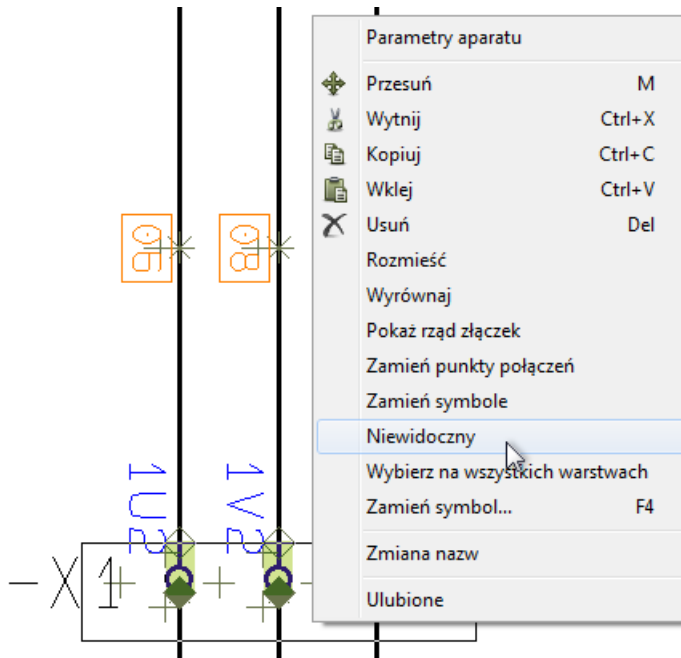 Parametry aparatu
Przesuń M
Wytnij Ctrl+X
Kopiuj Ctrl+C
Wklej Ctrl+V
Usuń Del
Rozmieść
Wyrównaj
Pokaż rząd złączek
Zamień punkty połączeń
Zamień symbole
Niewidoczny
Wybierz na wszystkich warstwach
Zamień symbol... F4
Zmiana nazw
Ulubione
1U2 1V2
-X1